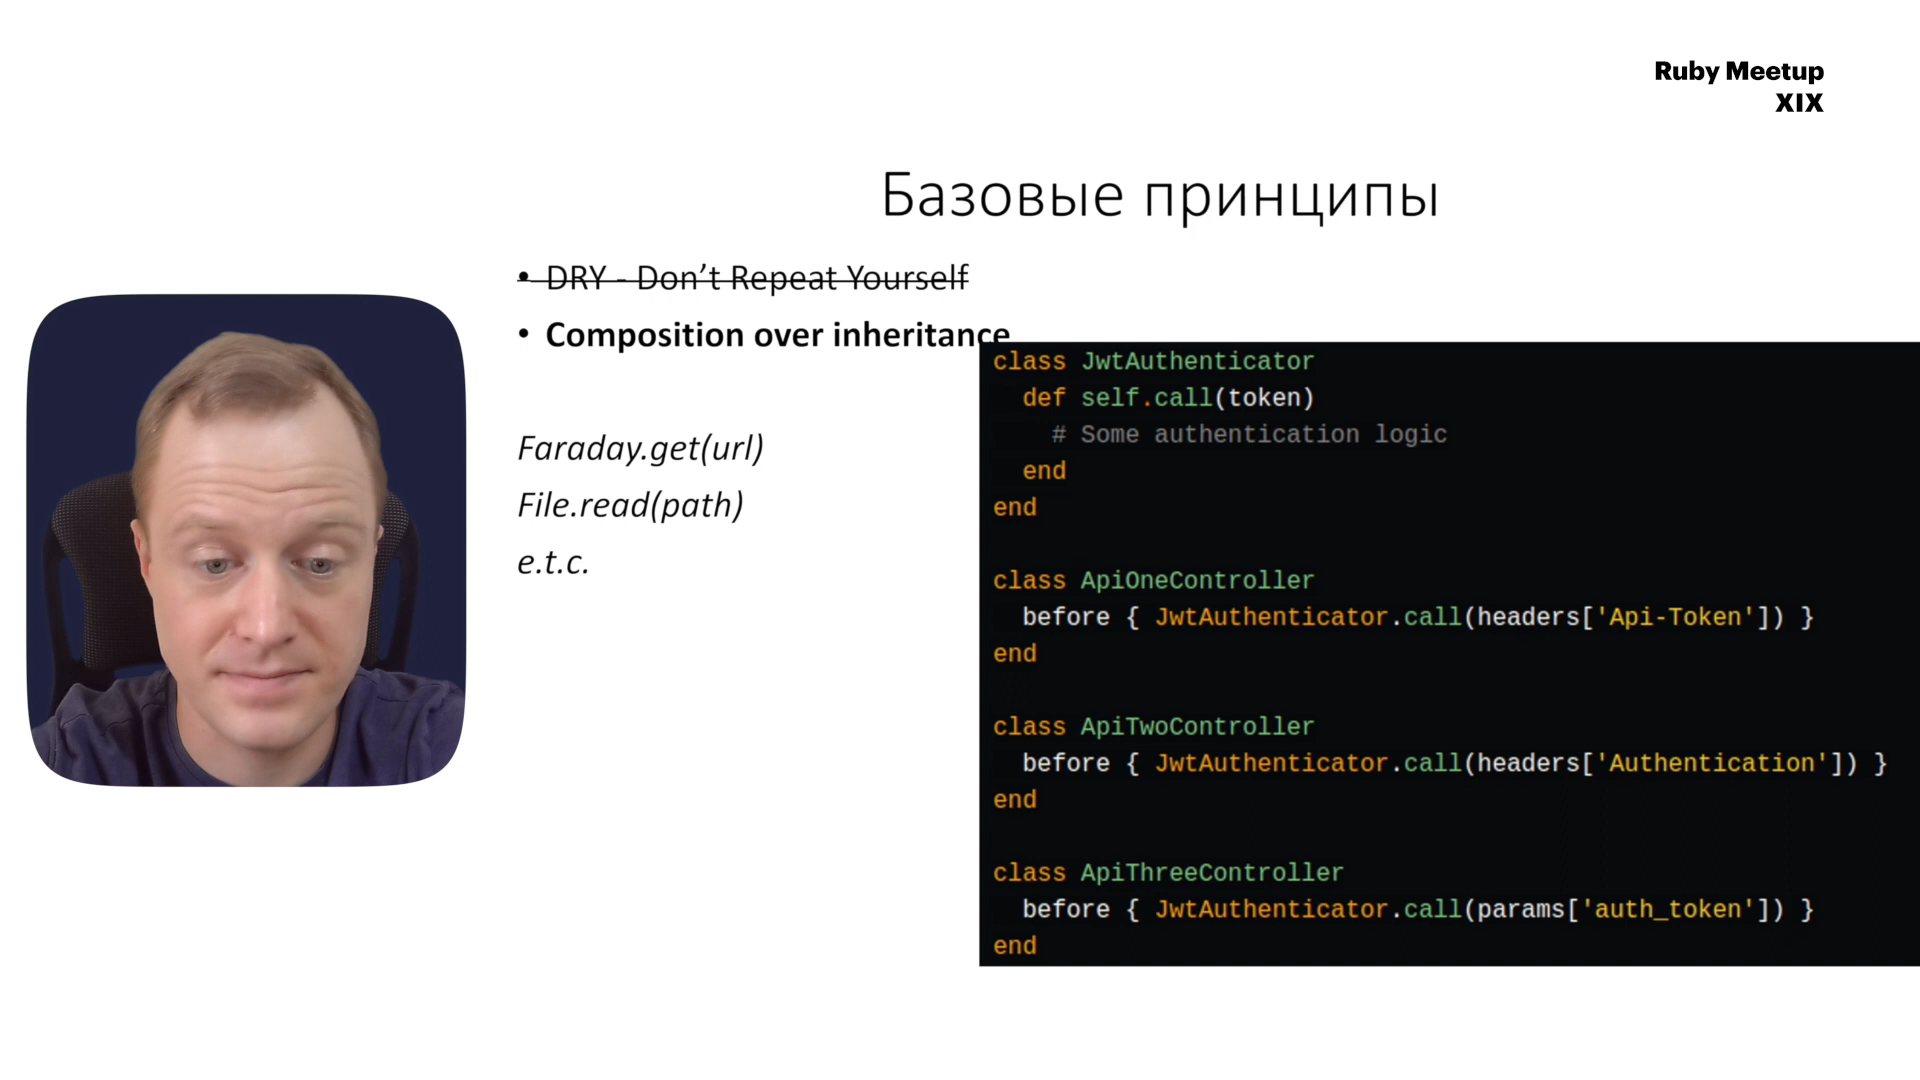 Ruby Meetup
XIX
Базовые принципы
• DRY - Don’t Repeat Yourself
• Composition over inheritance
Faraday.get(url)
File.read(path)
e.t.c.
class JwtAuthenticator
  def self.call(token)
    # Some authentication logic
  end
end
class ApiOneController
  before { JwtAuthenticator.call(headers['Api-Token']) }
end
class ApiTwoController
  before { JwtAuthenticator.call(headers['Authentication']) }
end
class ApiThreeController
  before { JwtAuthenticator.call(params['auth_token']) }
end